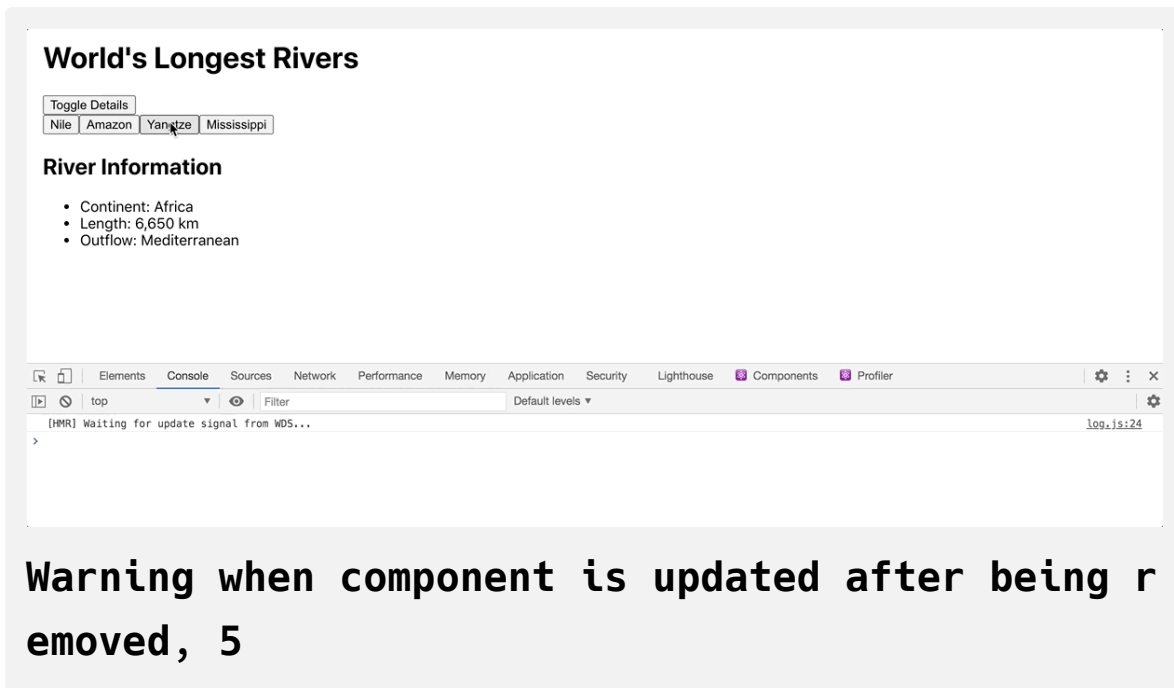 World's Longest Rivers
Toggle Details
Nile Amazon Mississippi
River Information
• Continent: Africa
• Length: 6,650 km
• Outflow: Mediterranean
Elements Console Sources Network Performance Memory Application Security Lighthouse Components Profiler
top Filter Default levels ▼
[HMR] Waiting for update signal from WDS... log.js:24
>
Warning when component is updated after being r
emoved, 5